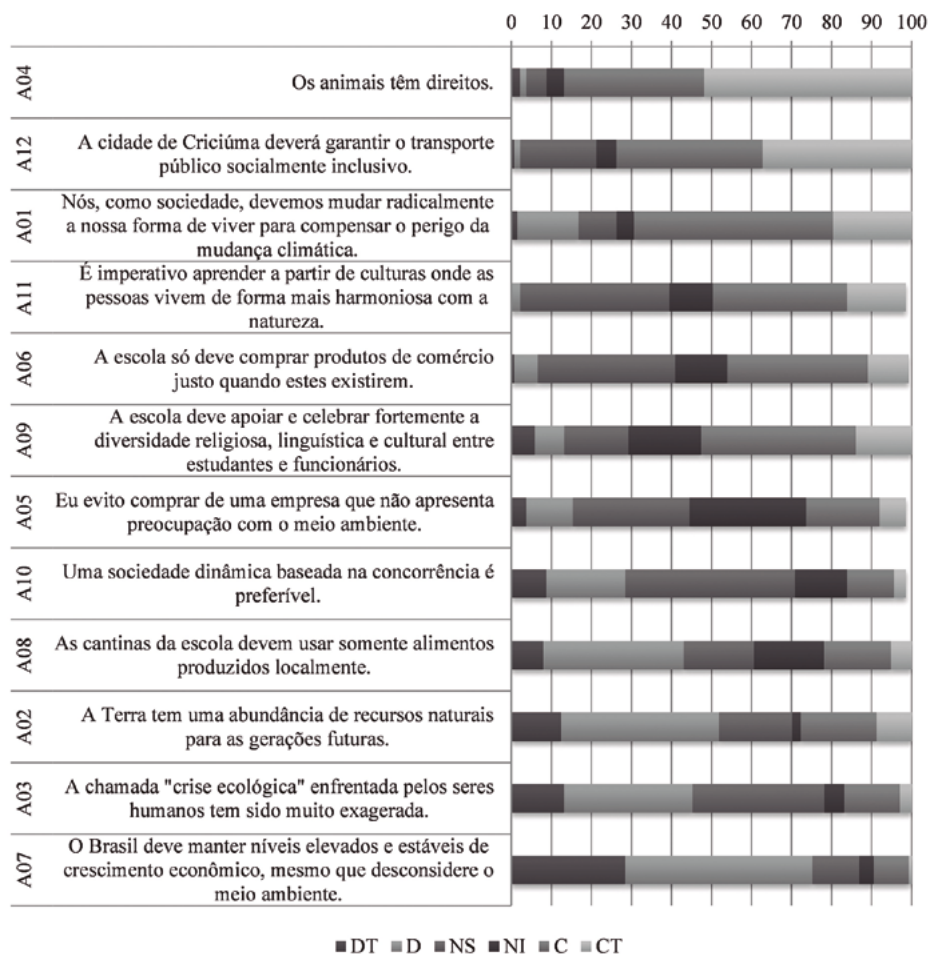 0 10 20 30 40 50 60 70 80 90 100
A04
Os animais têm direitos.
A12
A cidade de Criciúma deverá garantir o transporte
público socialmente inclusivo.
A01
Nós, como sociedade, devemos mudar radicalmente
a nossa forma de viver para compensar o perigo da
mudança climática.
A11
É imperativo aprender a partir de culturas onde as
pessoas vivem de forma mais harmoniosa com a
natureza.
A06
A escola só deve comprar produtos de comércio
justo quando estes existirem.
A09
A escola deve apoiar e celebrar fortemente a
diversidade religiosa, linguística e cultural entre
estudantes e funcionários.
A05
Eu evito comprar de uma empresa que não apresenta
preocupação com o meio ambiente.
A10
Uma sociedade dinâmica baseada na concorrência é
preferível.
A08
As cantinas da escola devem usar somente alimentos
produzidos localmente.
A02
A Terra tem uma abundância de recursos naturais
para as gerações futuras.
A03
A chamada "crise ecológica" enfrentada pelos seres
humanos tem sido muito exagerada.
A07
O Brasil deve manter níveis elevados e estáveis de
crescimento econômico, mesmo que desconsidere o
meio ambiente.
DT D NS NI C CT